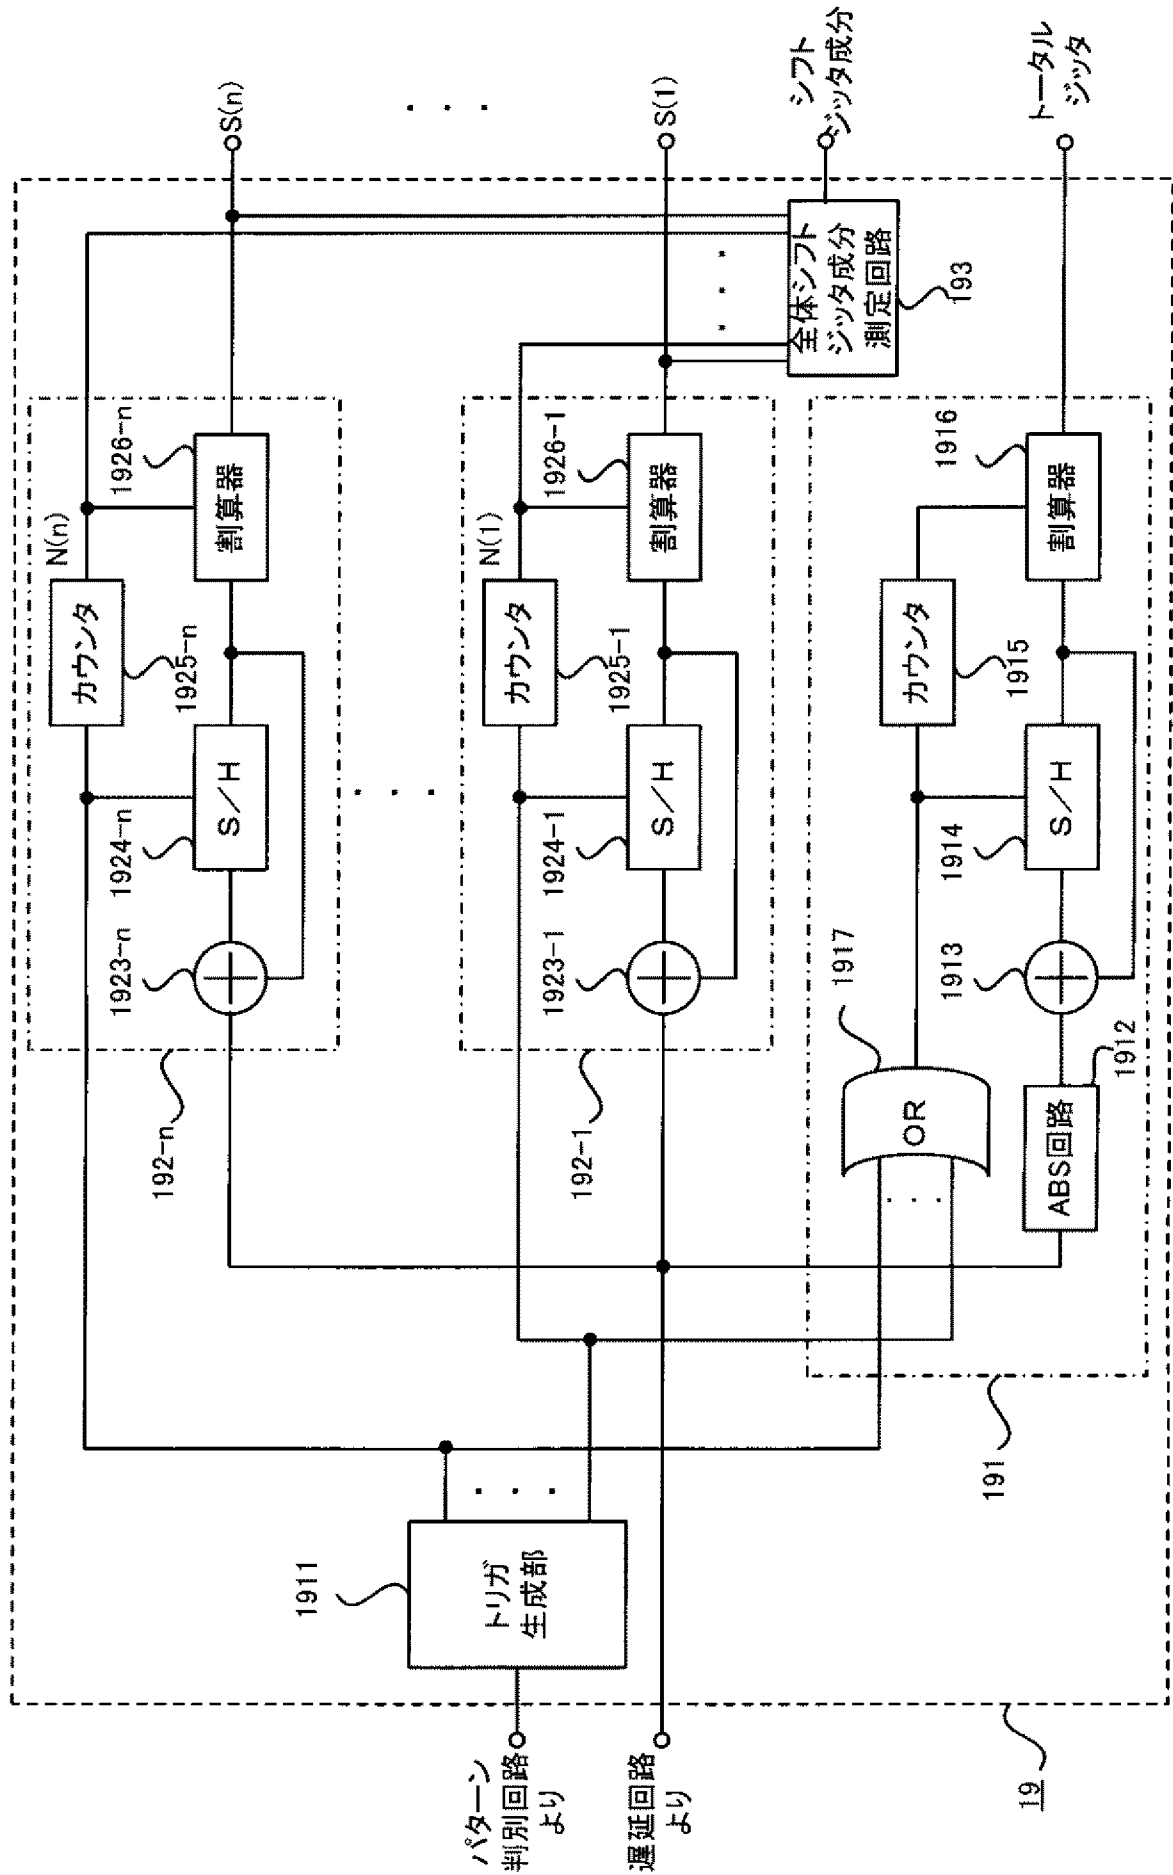 パターン
判別回路
より
遅延回路
より
19
1911
トリガ
生成部
・・・
192-n
1923-n
1924-n
S/H
カウンタ
1925-n
N(n)
1926-n
割算器
S(n)
・・・
・・・
192-1
1923-1
1924-1
S/H
カウンタ
1925-1
N(1)
1926-1
割算器
S(1)
・・・
全体シフト
ジッタ成分
測定回路
193
シフト
ジッタ成分
191
1917
OR
・・・
ABS回路
1912
1913
1914
S/H
カウンタ
1915
1916
割算器
トータル
ジッタ